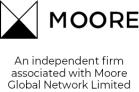 MOORE
An independent firm
associated with Moore
Global Network Limited